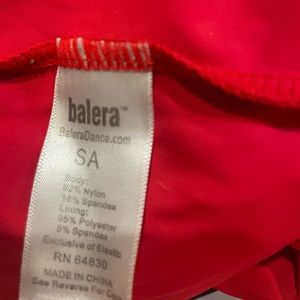 balera™
BaleraDance.com
SA
Body:
82% Nylon
18% Spandex
Lining:
95% Polyester
5% Spandex
Exclusive of Elastic
RN 64830
MADE IN CHINA
See Reverse For Care